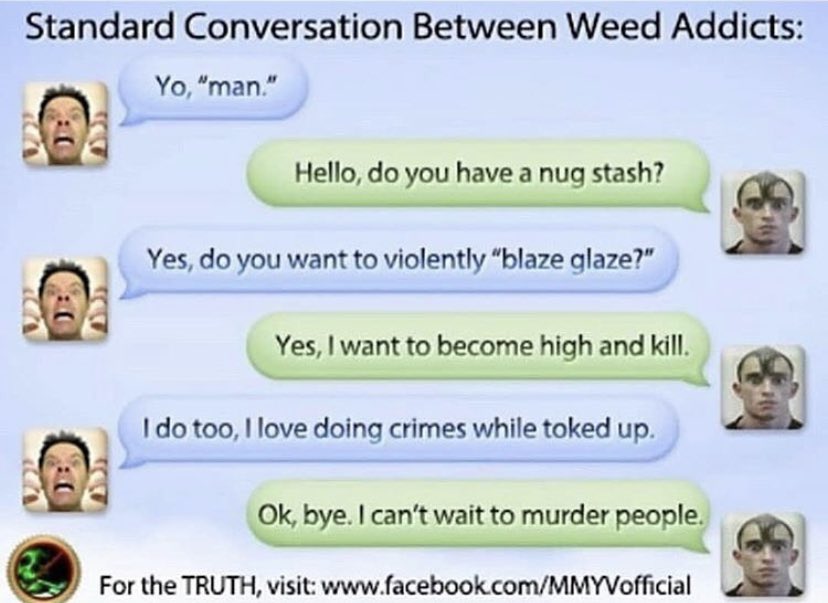 Standard Conversation Between Weed Addicts:
Yo, "man."
Hello, do you have a nug stash?
Yes, do you want to violently "blaze glaze?"
Yes, I want to become high and kill.
I do too, I love doing crimes while toked up.
Ok, bye. I can't wait to murder people.
For the TRUTH, visit: www.facebook.com/MMYVofficial